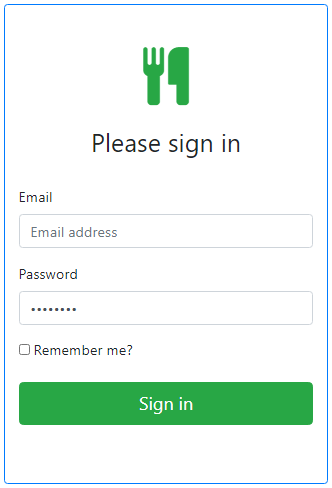 Please sign in
Email
Email address
Password
••••••••
Remember me?
Sign in